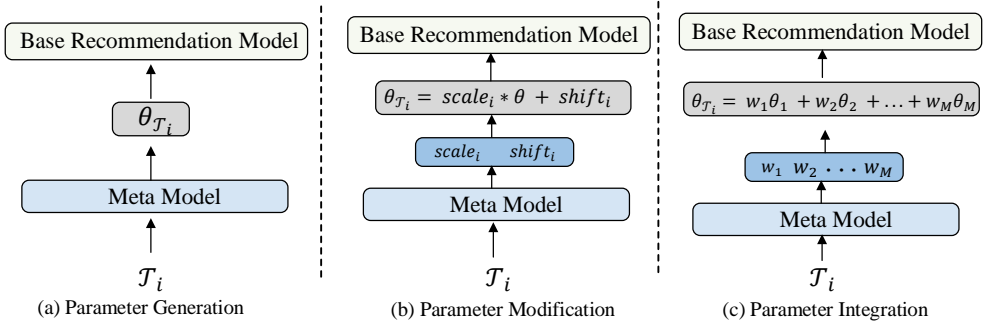 Base Recommendation Model
θ_{𝒯_i}
Meta Model
𝒯_i
(a) Parameter Generation
Base Recommendation Model
θ_{𝒯_i} = scale_i * θ + shift_i
scale_i shift_i
Meta Model
𝒯_i
(b) Parameter Modification
Base Recommendation Model
θ_{𝒯_i} = w_1θ_1 + w_2θ_2 + ... + w_Mθ_M
w_1 w_2 · · · w_M
Meta Model
𝒯_i
(c) Parameter Integration